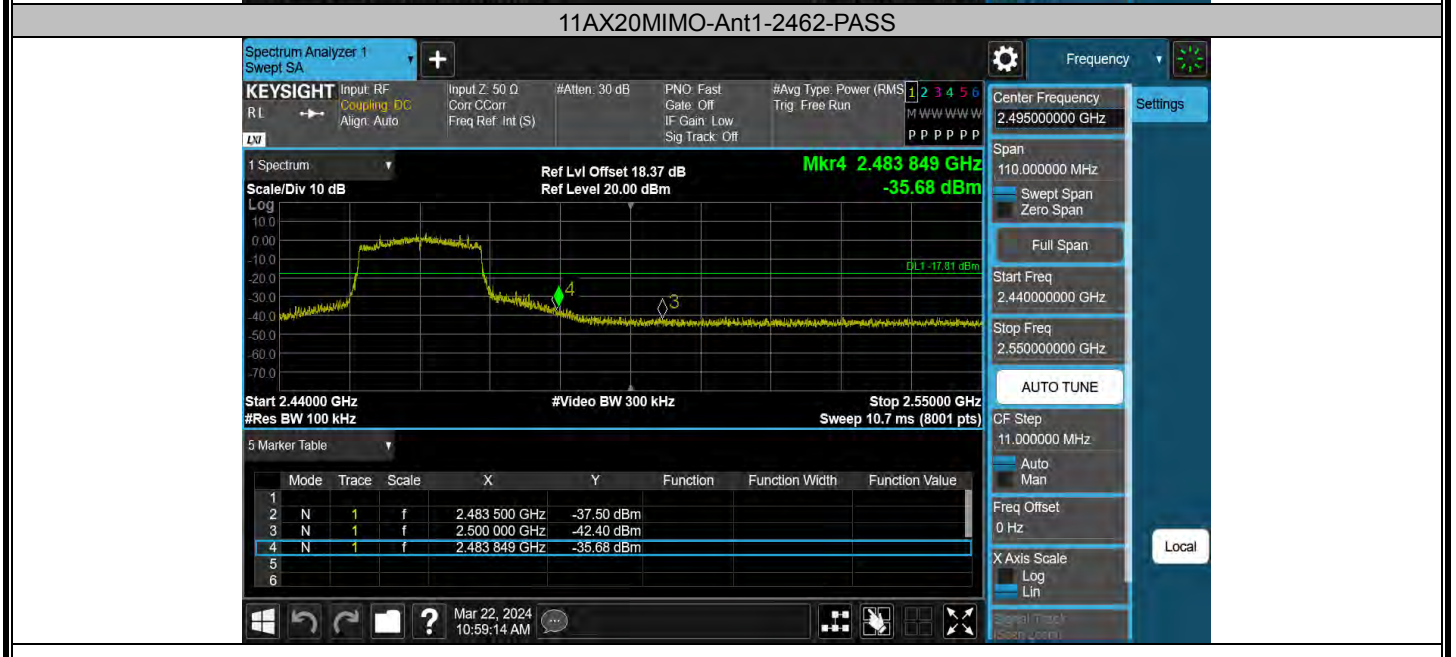 11AX20MIMO-Ant1-2462-PASS
Spectrum Analyzer 1
Swept SA
+
Frequency
KEYSIGHT
RL
LXI
Input: RF
Coupling: DC
Align: Auto
Input Z: 50 Ω
Corr CCorr
Freq Ref: Int (S)
#Atten: 30 dB
PNO: Fast
Gate: Off
IF Gain: Low
Sig Track: Off
#Avg Type: Power (RMS
Trig: Free Run
1 2 3 4 5 6
M W W W W W
P P P P P P
Center Frequency
2.495000000 GHz
Settings
Span
110.000000 MHz
Swept Span
Zero Span
Full Span
Start Freq
2.440000000 GHz
Stop Freq
2.550000000 GHz
AUTO TUNE
CF Step
11.000000 MHz
Auto
Man
Freq Offset
0 Hz
X Axis Scale
Log
Lin
Signal Track
(Span Zoom)
Local
1 Spectrum
Scale/Div 10 dB
Ref Lvl Offset 18.37 dB
Ref Level 20.00 dBm
Mkr4 2.483 849 GHz
-35.68 dBm
Log
10.0
0.00
-10.0
-20.0
-30.0
-40.0
-50.0
-60.0
-70.0
DL1 -17.81 dBm
4
3
Start 2.44000 GHz
#Res BW 100 kHz
#Video BW 300 kHz
Stop 2.55000 GHz
Sweep 10.7 ms (8001 pts)
5 Marker Table
Mode Trace Scale X Y Function Function Width Function Value
1
2 N 1 f 2.483 500 GHz -37.50 dBm
3 N 1 f 2.500 000 GHz -42.40 dBm
4 N 1 f 2.483 849 GHz -35.68 dBm
5
6
?
Mar 22, 2024
10:59:14 AM